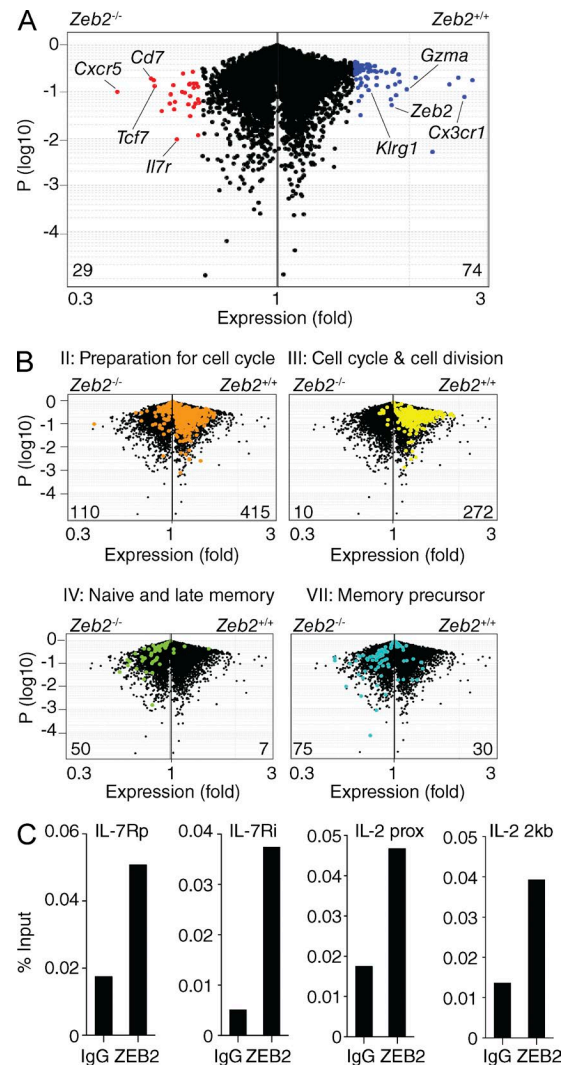 A
Zeb2-/- Zeb2+/+
Cxcr5 Cd7 Gzma
Tcf7 Zeb2
Il7r Klrg1 Cx3cr1
P (log10)
0
-1
-2
-3
-4
29 74
0.3 1 3
Expression (fold)
B
II: Preparation for cell cycle III: Cell cycle & cell division
Zeb2-/- Zeb2+/+ Zeb2-/- Zeb2+/+
P (log10)
0
-1
-2
-3
-4
110 415 10 272
0.3 1 3 0.3 1 3
Expression (fold) Expression (fold)
IV: Naive and late memory VII: Memory precursor
Zeb2-/- Zeb2+/+ Zeb2-/- Zeb2+/+
P (log10)
0
-1
-2
-3
-4
50 7 75 30
0.3 1 3 0.3 1 3
Expression (fold) Expression (fold)
C
IL-7Rp IL-7Ri IL-2 prox IL-2 2kb
% Input
0.06 0.04 0.05 0.05
0.04 0.03 0.04 0.04
0.02 0.02 0.03 0.03
0 0.01 0.02 0.02
0 0.01 0.01
0 0
IgG ZEB2 IgG ZEB2 IgG ZEB2 IgG ZEB2